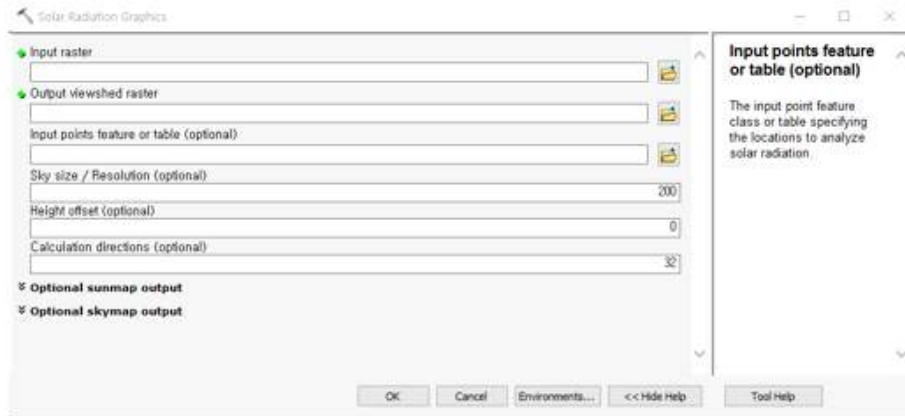 Solar Radiation Graphics
Input raster
Output viewshed raster
Input points feature or table (optional)
Sky size / Resolution (optional)
200
Height offset (optional)
0
Calculation directions (optional)
32
Optional sunmap output
Optional skymap output
OK
Cancel
Environments...
<< Hide Help
Input points feature
or table (optional)
The input point feature
class or table specifying
the locations to analyze
solar radiation.
Tool Help